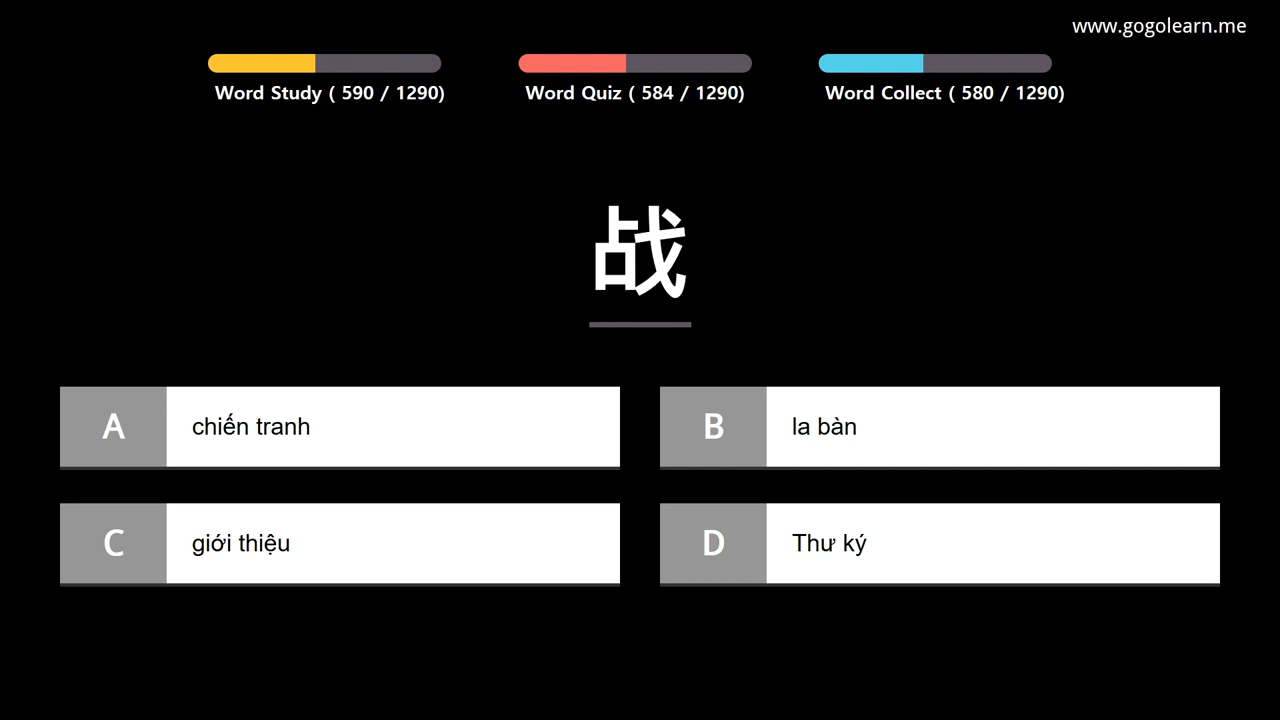 www.gogolearn.me
Word Study ( 590 / 1290)
Word Quiz ( 584 / 1290)
Word Collect ( 580 / 1290)
战
A
chiến tranh
B
la bàn
C
giới thiệu
D
Thư ký